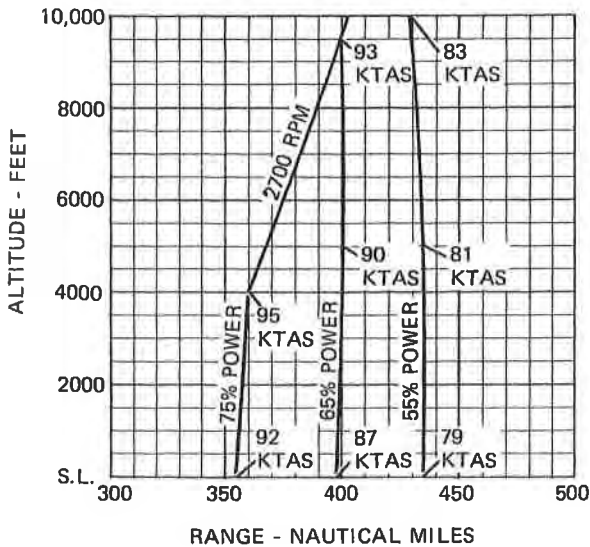 10,000
8000
6000
4000
2000
S.L.
ALTITUDE - FEET
93
KTAS
83
KTAS
2700 RPM
90
KTAS
81
KTAS
95
KTAS
75% POWER
65% POWER
55% POWER
92
KTAS
87
KTAS
79
KTAS
300
350
400
450
500
RANGE - NAUTICAL MILES